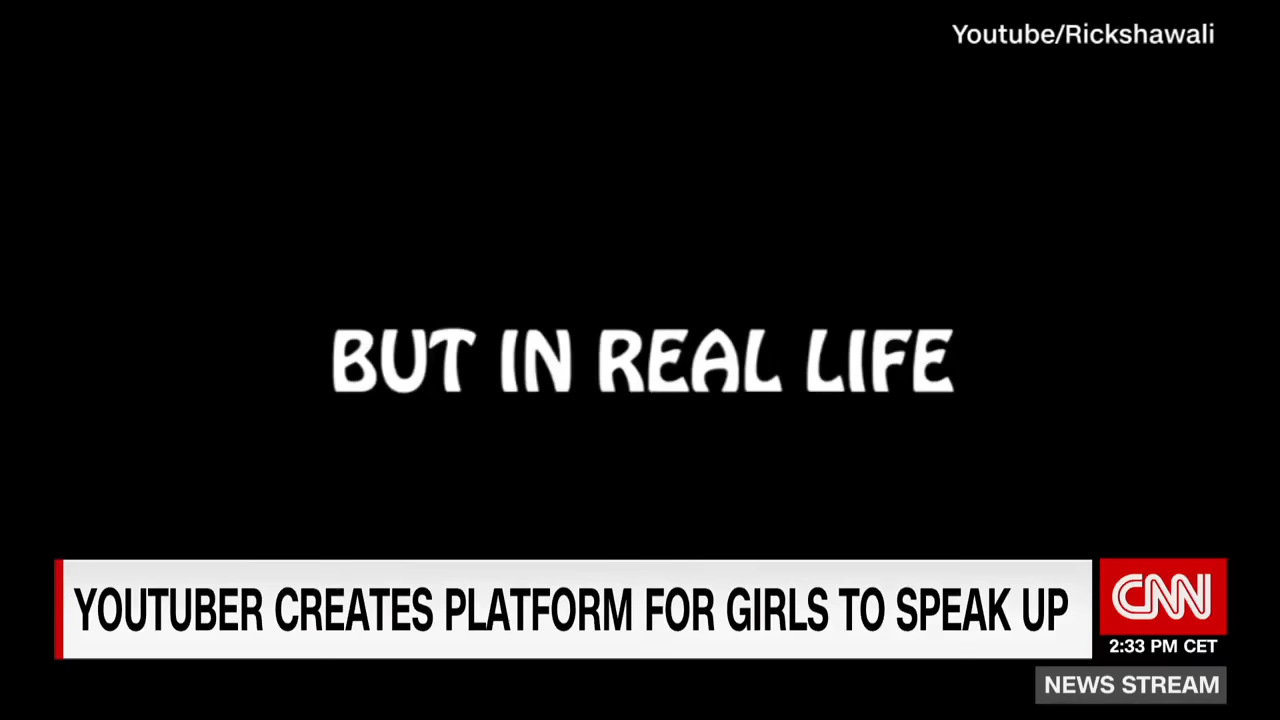 Youtube/Rickshawali
BUT IN REAL LIFE
YOUTUBER CREATES PLATFORM FOR GIRLS TO SPEAK UP
CNN
2:33 PM CET
NEWS STREAM